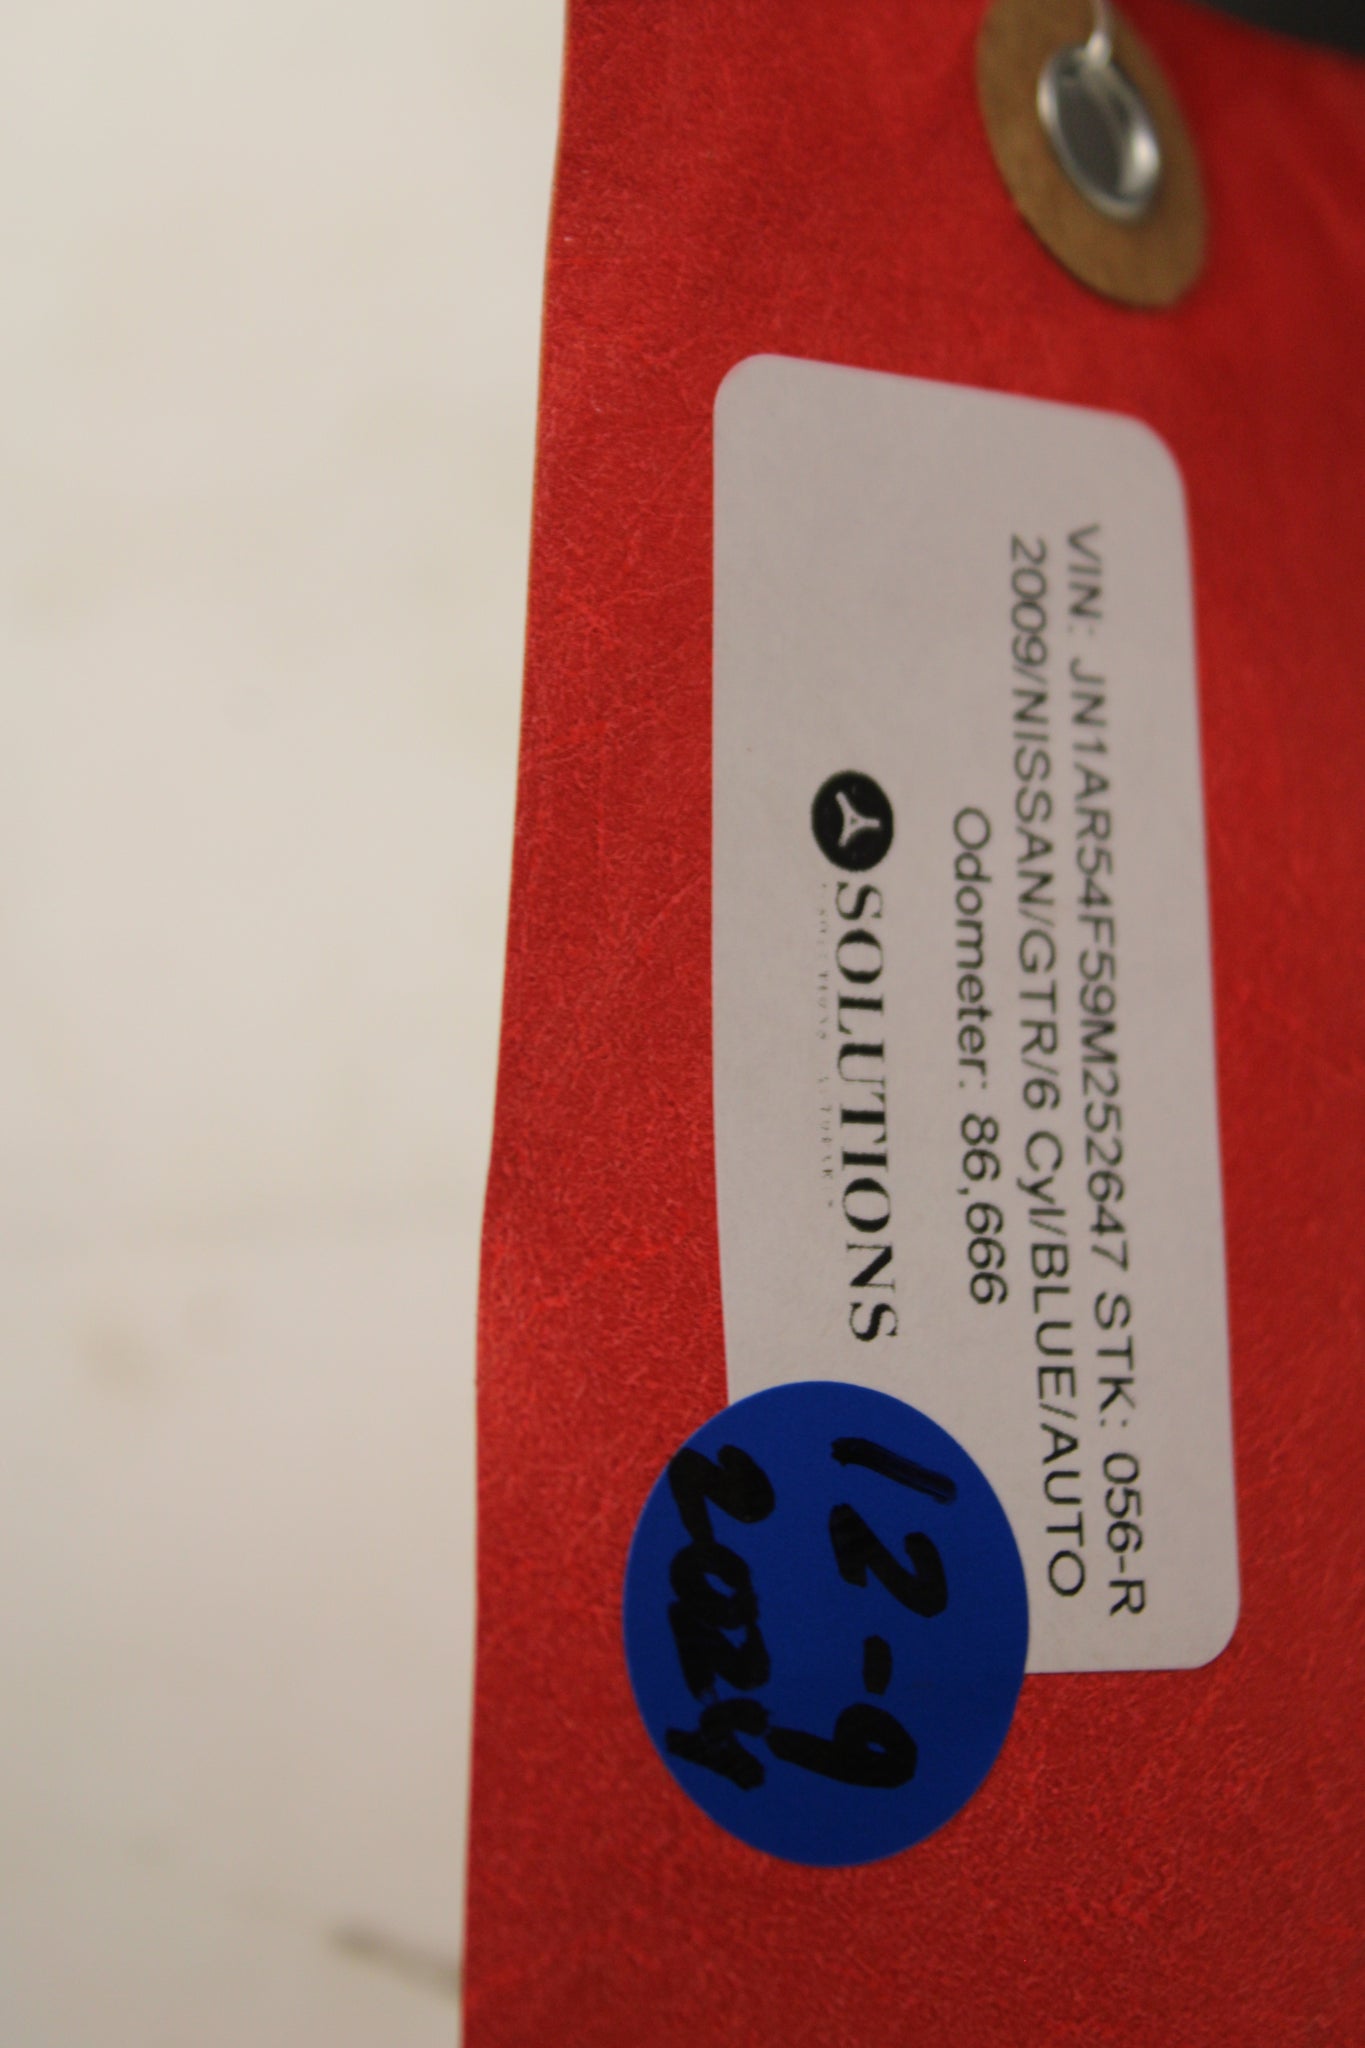 VIN: JN1AR54F59M252647 STK: 056-R
2009/NISSAN/GTR/6 Cyl/BLUE/AUTO
Odometer: 86,666
SOLUTIONS
12-9
2024